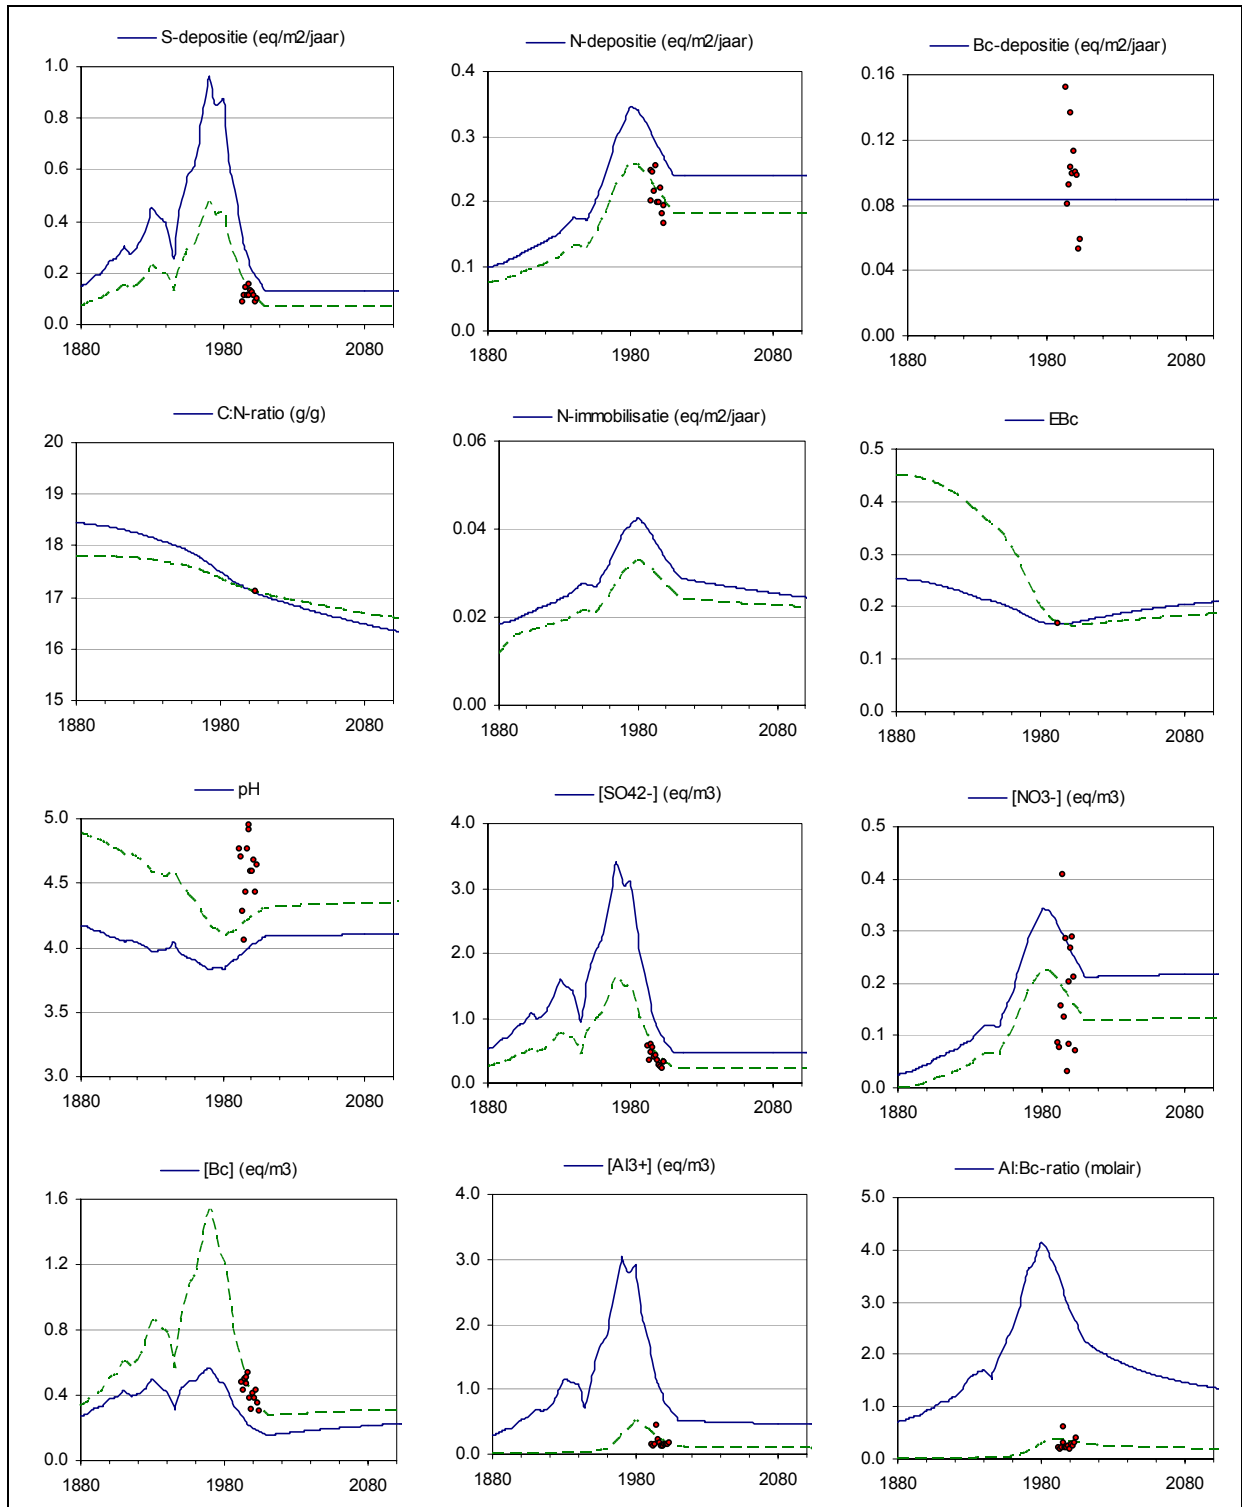 S-depositie (eq/m2/jaar)
1.0
0.8
0.6
0.4
0.2
0.0
1880 1980 2080
N-depositie (eq/m2/jaar)
0.4
0.3
0.2
0.1
0.0
1880 1980 2080
Bc-depositie (eq/m2/jaar)
0.16
0.12
0.08
0.04
0.00
1880 1980 2080
C:N-ratio (g/g)
20
19
18
17
16
15
1880 1980 2080
N-immobilisatie (eq/m2/jaar)
0.06
0.04
0.02
0.00
1880 1980 2080
EBc
0.5
0.4
0.3
0.2
0.1
0.0
1880 1980 2080
pH
5.0
4.5
4.0
3.5
3.0
1880 1980 2080
[SO42-] (eq/m3)
4.0
3.0
2.0
1.0
0.0
1880 1980 2080
[NO3-] (eq/m3)
0.5
0.4
0.3
0.2
0.1
0.0
1880 1980 2080
[Bc] (eq/m3)
1.6
1.2
0.8
0.4
0.0
1880 1980 2080
[Al3+] (eq/m3)
4.0
3.0
2.0
1.0
0.0
1880 1980 2080
Al:Bc-ratio (molair)
5.0
4.0
3.0
2.0
1.0
0.0
1880 1980 2080